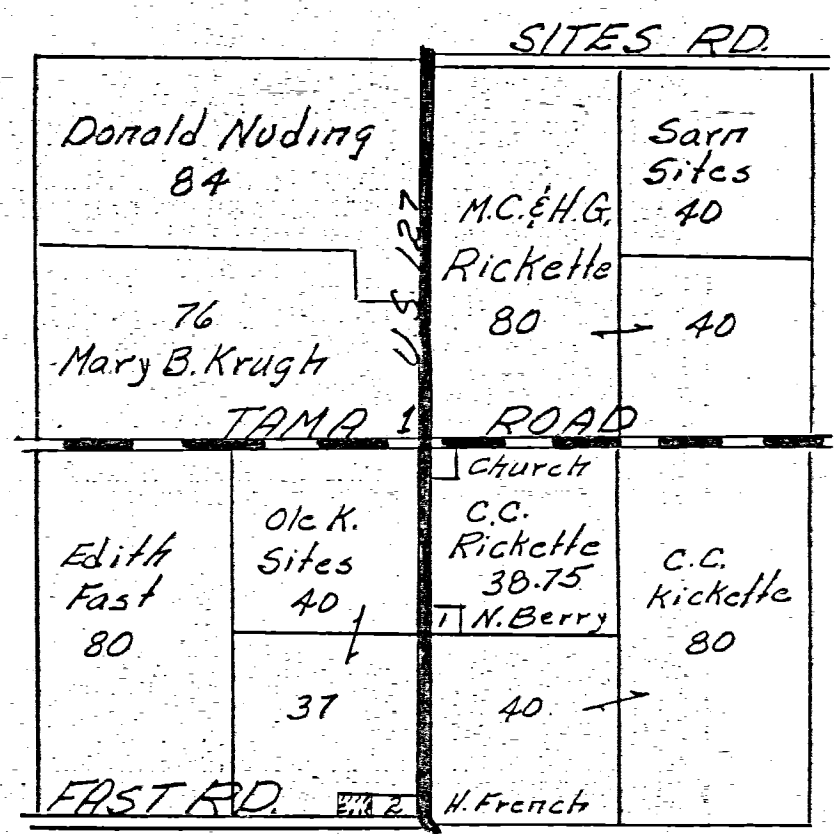 SITES RD.
Donald Nuding
84
U.S. 127
M.C. & H.G.
Rickette
80
Sarn
Sites
40
40
76
Mary B. Krugh
TAMA 1 ROAD
Church
Edith
Fast
80
Ole K.
Sites
40
C.C.
Rickette
38.75
1 N. Berry
C.C.
Kickette
80
37
40
FAST RD.
2
H. French